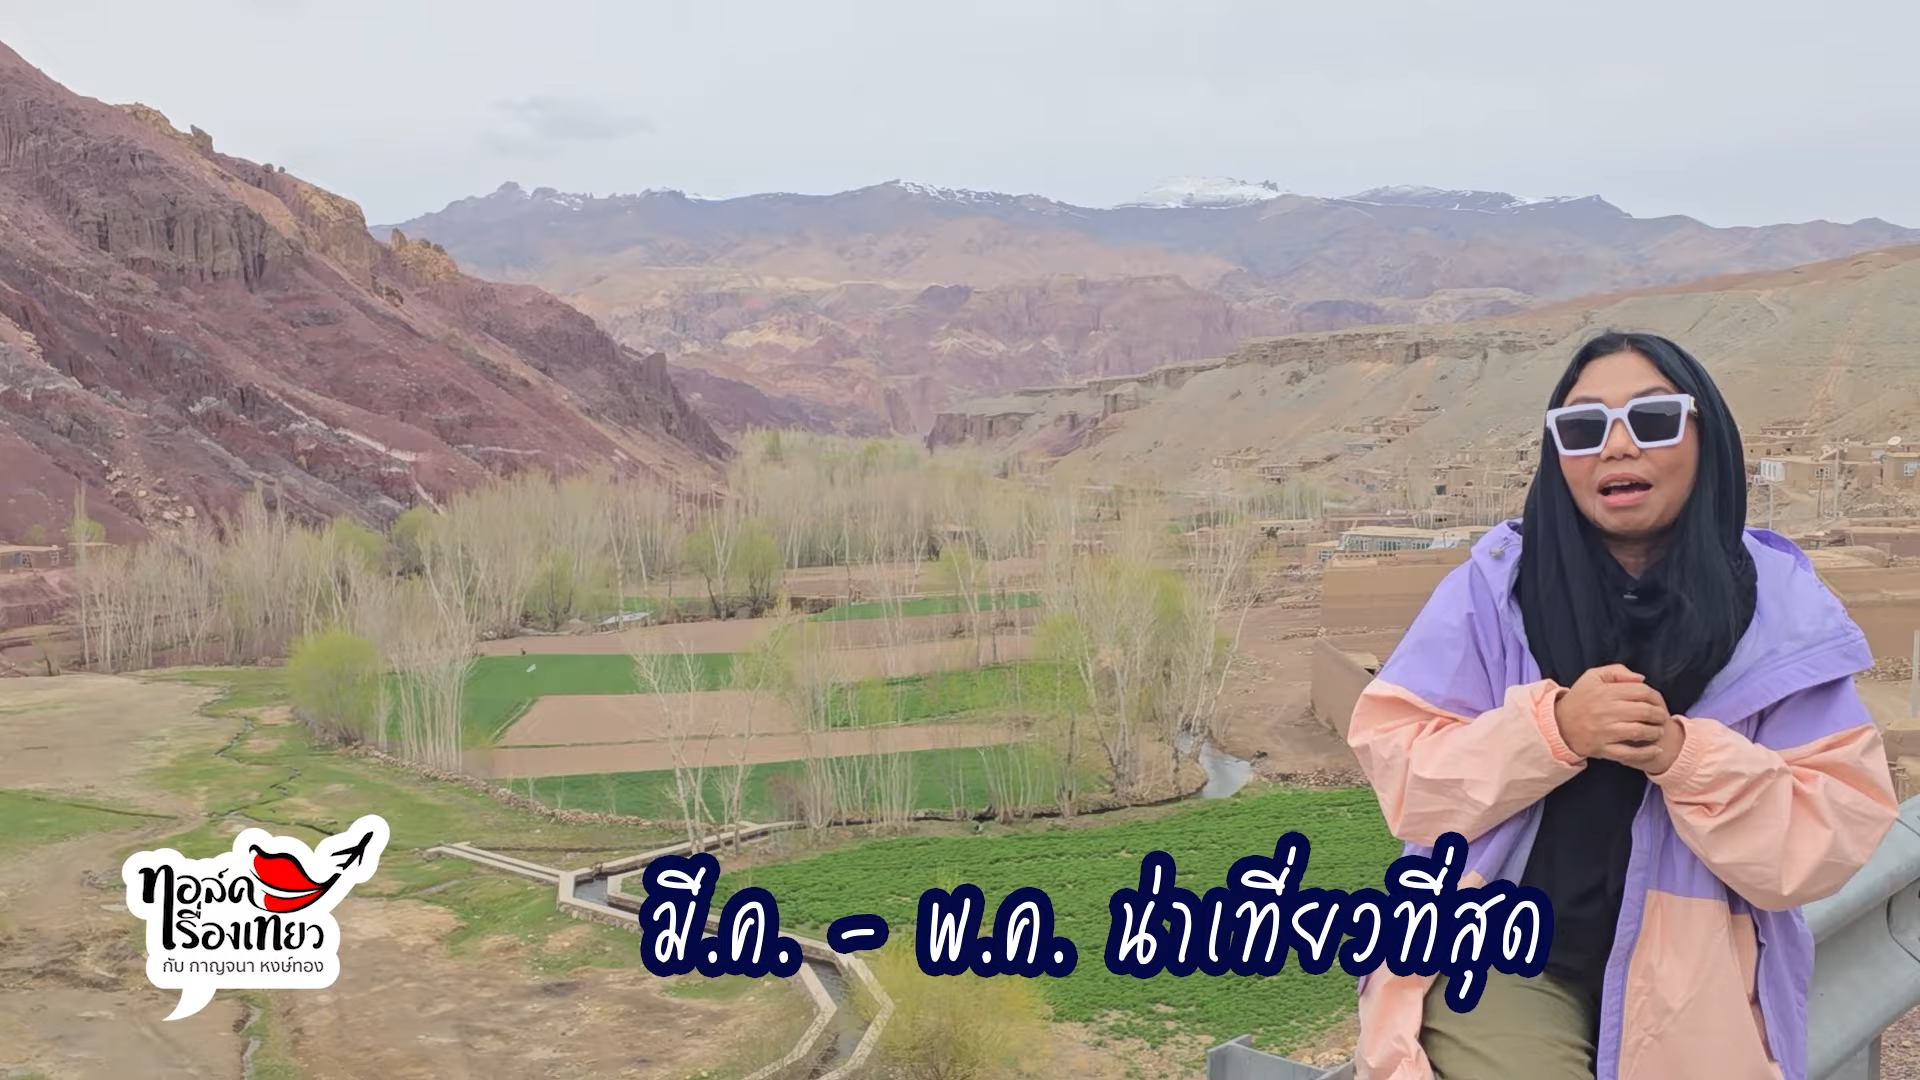 ทอล์ค
เรื่องเที่ยว
กับ กาญจนา หงษ์ทอง
มี.ค. - พ.ค. น่าเที่ยวที่สุด